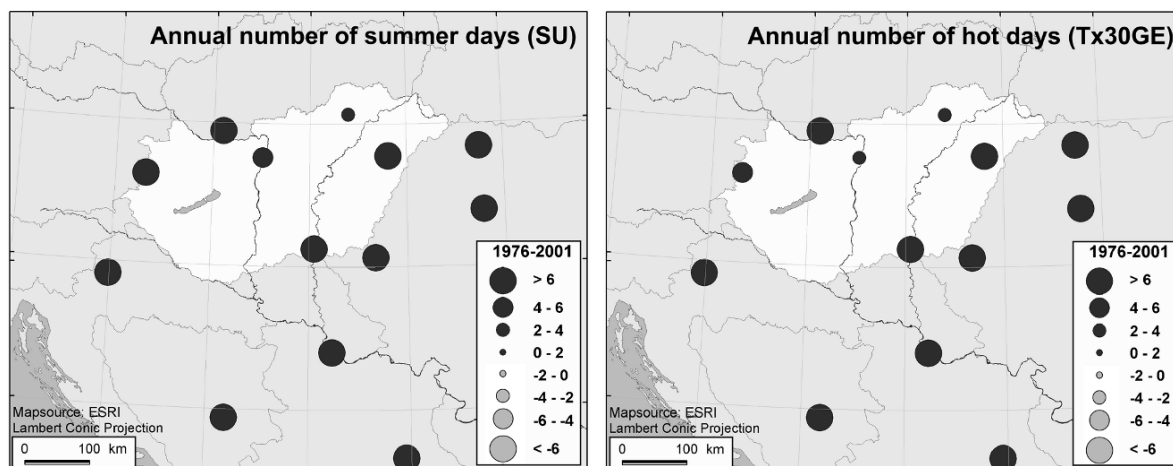 Annual number of summer days (SU)
1976-2001
> 6
4 - 6
2 - 4
0 - 2
-2 - 0
-4 - -2
-6 - -4
< -6
Mapsource: ESRI
Lambert Conic Projection
0 100 km
Annual number of hot days (Tx30GE)
1976-2001
> 6
4 - 6
2 - 4
0 - 2
-2 - 0
-4 - -2
-6 - -4
< -6
Mapsource: ESRI
Lambert Conic Projection
0 100 km